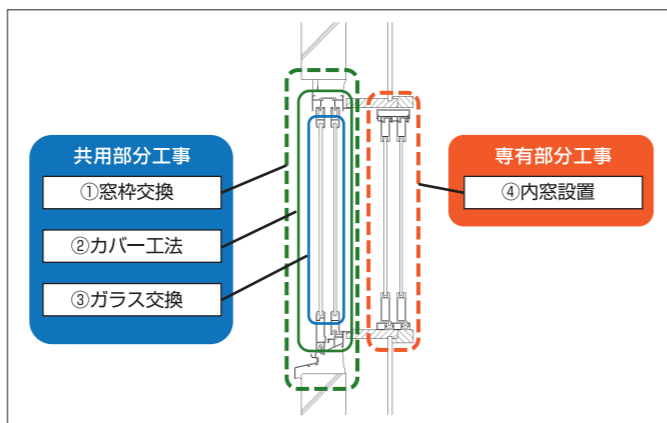 共用部分工事
①窓枠交換
②カバー工法
③ガラス交換
専有部分工事
④内窓設置